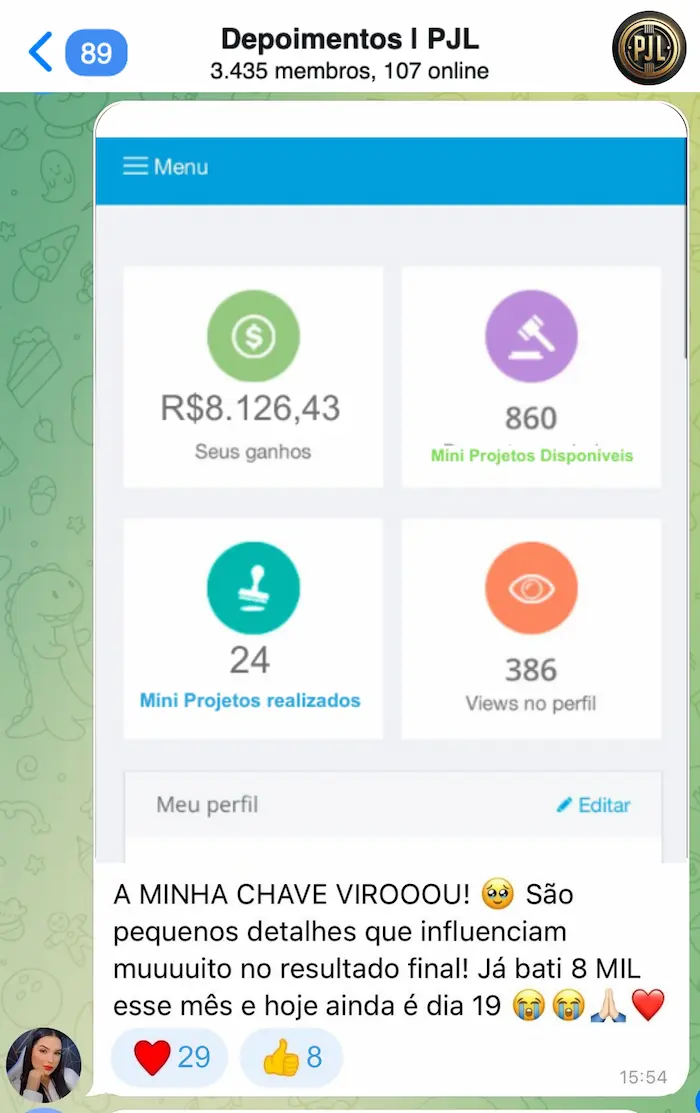 89
Depoimentos | PJL
3.435 membros, 107 online
PJL
Menu
R$8.126,43
Seus ganhos
860
Mini Projetos Disponíveis
24
Mini Projetos realizados
386
Views no perfil
Meu perfil
Editar
A MINHA CHAVE VIROOOU! 🥹 São
pequenos detalhes que influenciam
muuuuito no resultado final! Já bati 8 MIL
esse mês e hoje ainda é dia 19 😭😭🙏🏻❤️
❤️ 29
👍 8
15:54